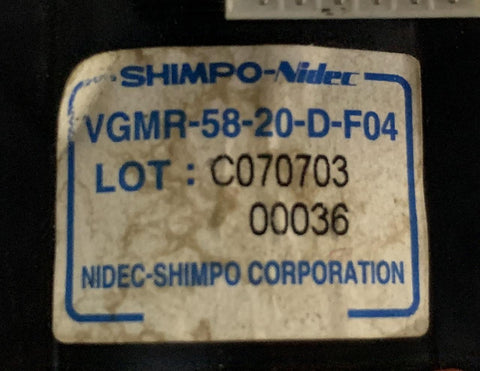 SHIMPO-Nidec
VGMR-58-20-D-F04
LOT : C070703
00036
NIDEC-SHIMPO CORPORATION